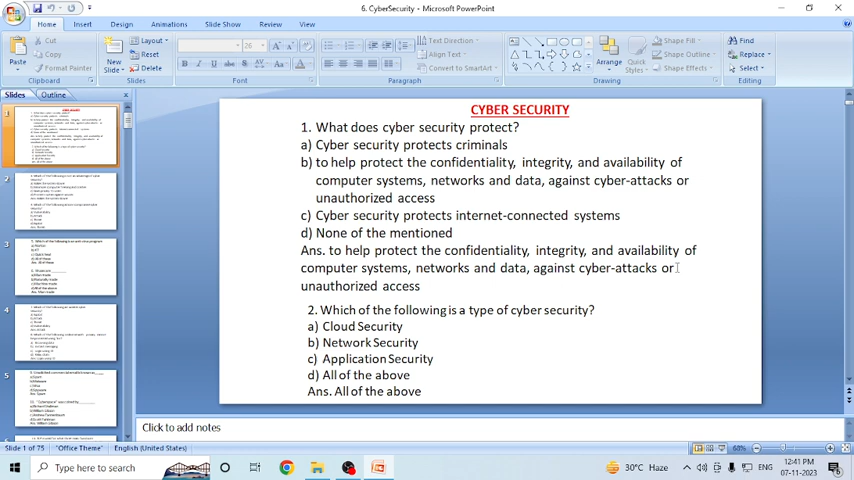 6. CyberSecurity - Microsoft PowerPoint
Home Insert Design Animations Slide Show Review View
Cut
Copy
Format Painter
Paste
Clipboard
New
Slide
Layout
Reset
Delete
Slides
26
Font
Paragraph
Text Direction
Align Text
Convert to SmartArt
Arrange
Quick
Styles
Shape Fill
Shape Outline
Shape Effects
Drawing
Find
Replace
Select
Editing
Slides Outline
1
2
3
4
5
CYBER SECURITY
1. What does cyber security protect?
a) Cyber security protects criminals
b) to help protect the confidentiality, integrity, and availability of
computer systems, networks and data, against cyber-attacks or
unauthorized access
c) Cyber security protects internet-connected systems
d) None of the mentioned
Ans. to help protect the confidentiality, integrity, and availability of
computer systems, networks and data, against cyber-attacks or
unauthorized access
2. Which of the following is a type of cyber security?
a) Cloud Security
b) Network Security
c) Application Security
d) All of the above
Ans. All of the above
Click to add notes
Slide 1 of 75 "Office Theme" English (United States) 68%
Type here to search
30°C Haze
ENG
12:41 PM
07-11-2023